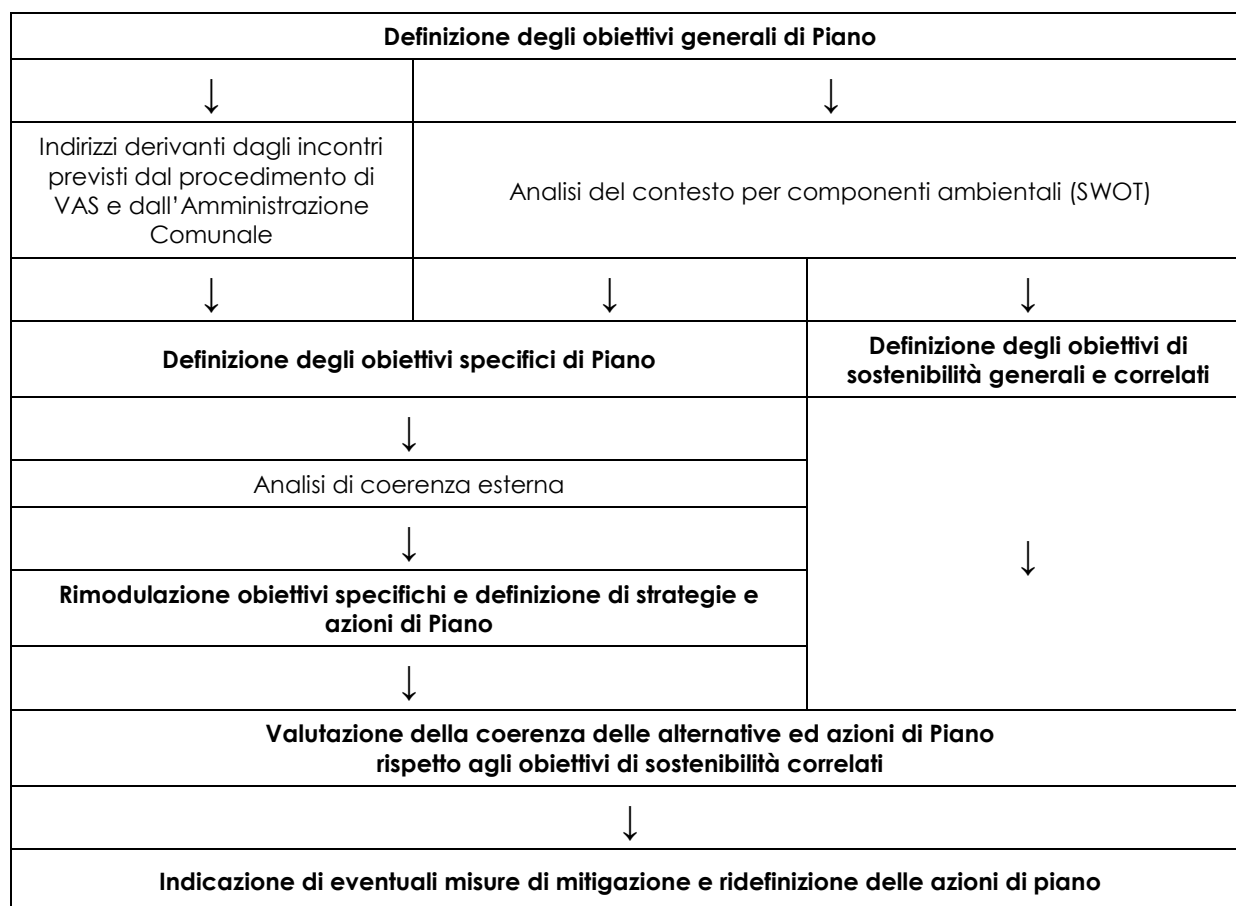 Definizione degli obiettivi generali di Piano
↓ ↓
Indirizzi derivanti dagli incontri
previsti dal procedimento di
VAS e dall’Amministrazione
Comunale
Analisi del contesto per componenti ambientali (SWOT)
↓ ↓ ↓
Definizione degli obiettivi specifici di Piano
Definizione degli obiettivi di
sostenibilità generali e correlati
↓
Analisi di coerenza esterna
↓
↓
Rimodulazione obiettivi specifichi e definizione di strategie e
azioni di Piano
↓
Valutazione della coerenza delle alternative ed azioni di Piano
rispetto agli obiettivi di sostenibilità correlati
↓
Indicazione di eventuali misure di mitigazione e ridefinizione delle azioni di piano